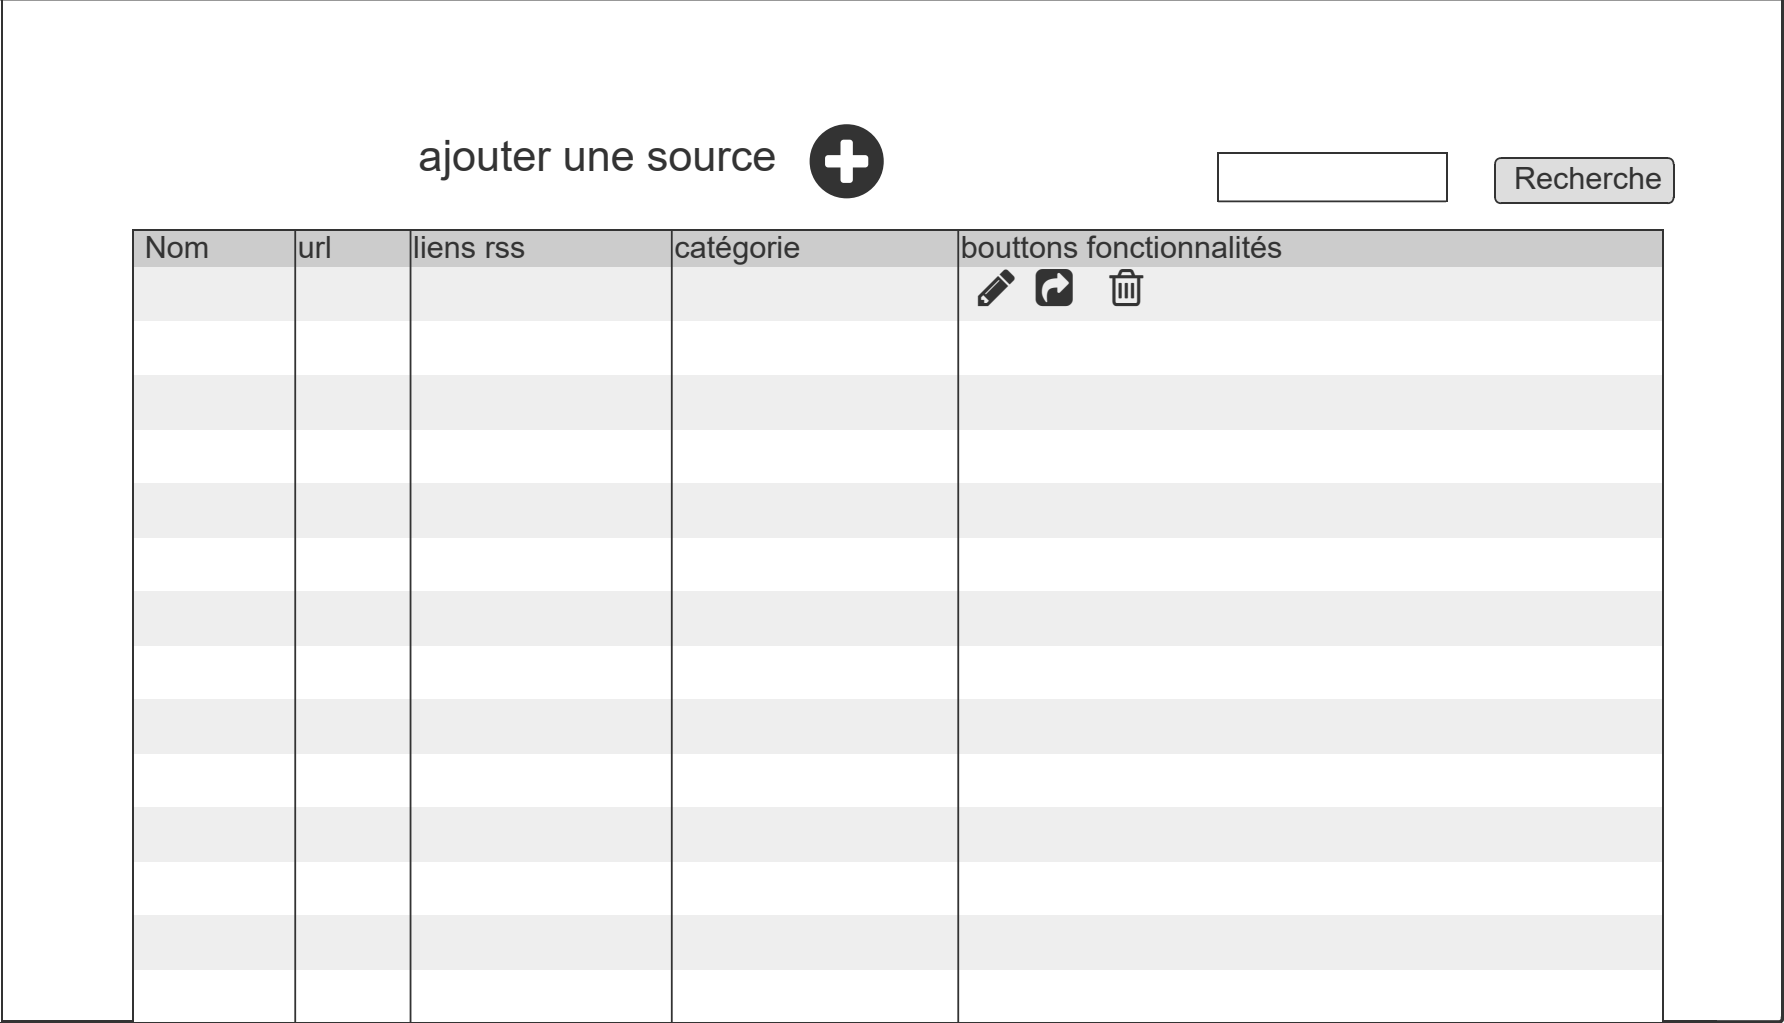 ajouter une source
Recherche
Nom url liens rss catégorie bouttons fonctionnalités